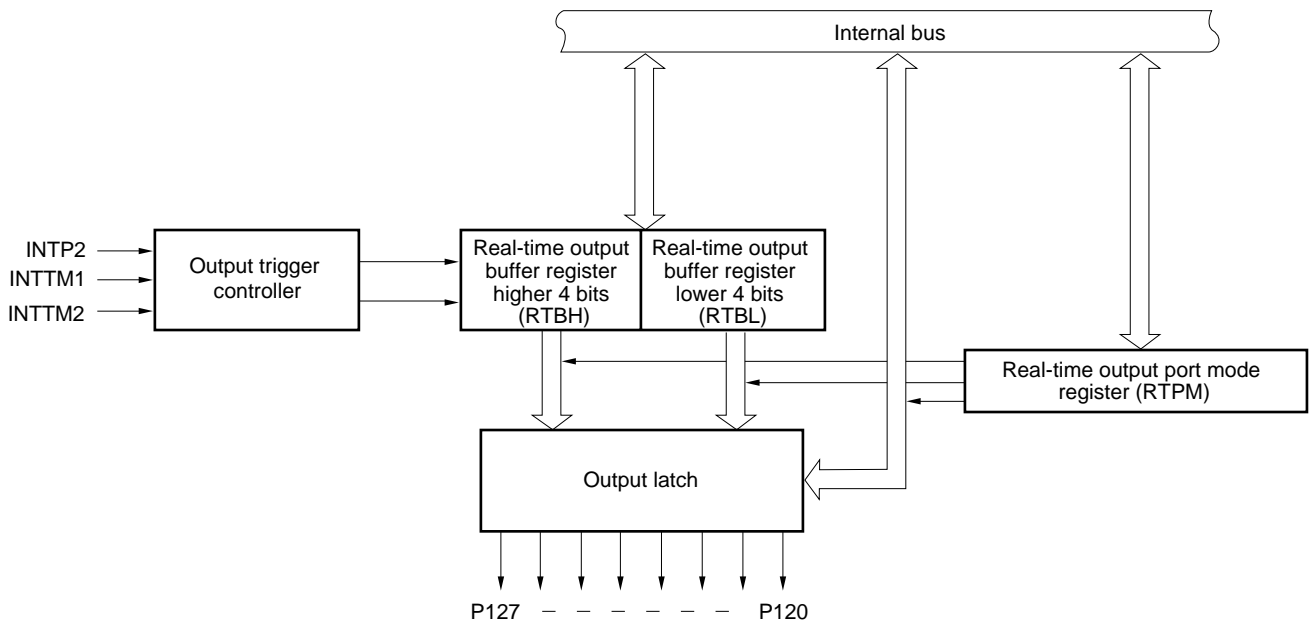 Internal bus
INTP2
INTTM1
INTTM2
Output trigger
controller
Real-time output
buffer register
higher 4 bits
(RTBH)
Real-time output
buffer register
lower 4 bits
(RTBL)
Real-time output port mode
register (RTPM)
Output latch
P127 – – – – – – P120